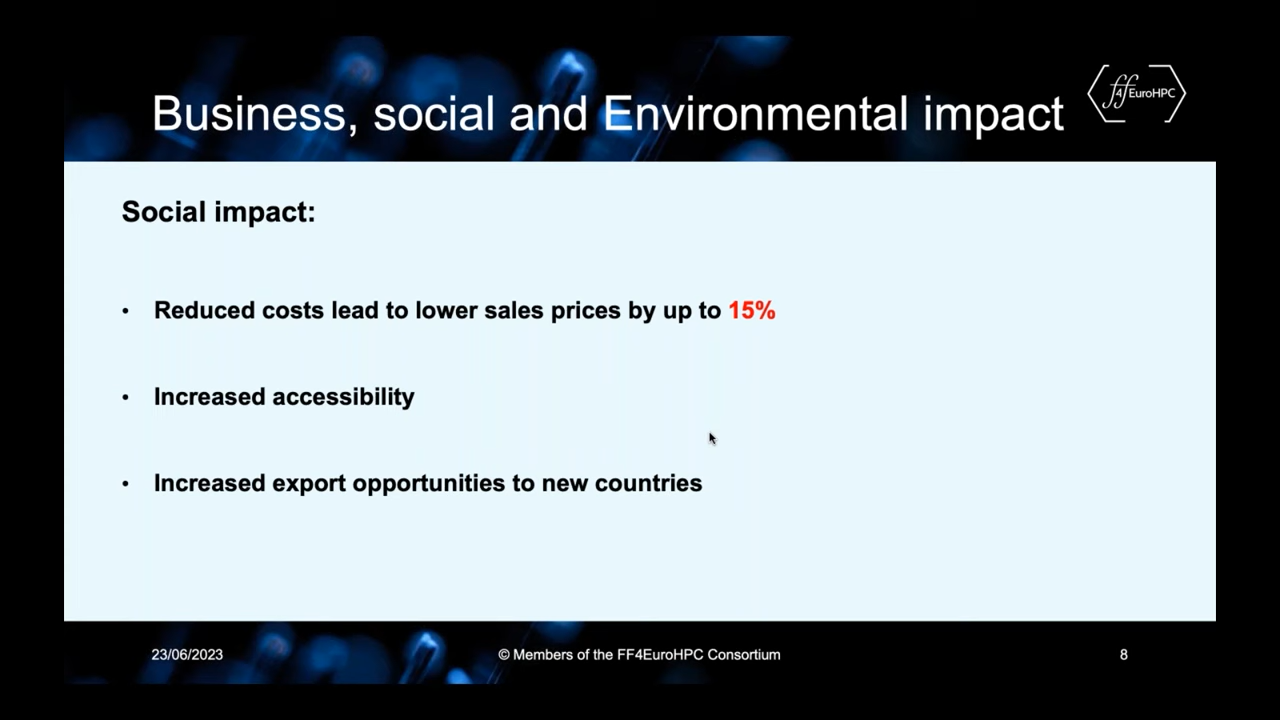 Business, social and Environmental impact
ff4EuroHPC
Social impact:
• Reduced costs lead to lower sales prices by up to 15%
• Increased accessibility
• Increased export opportunities to new countries
23/06/2023
© Members of the FF4EuroHPC Consortium
8